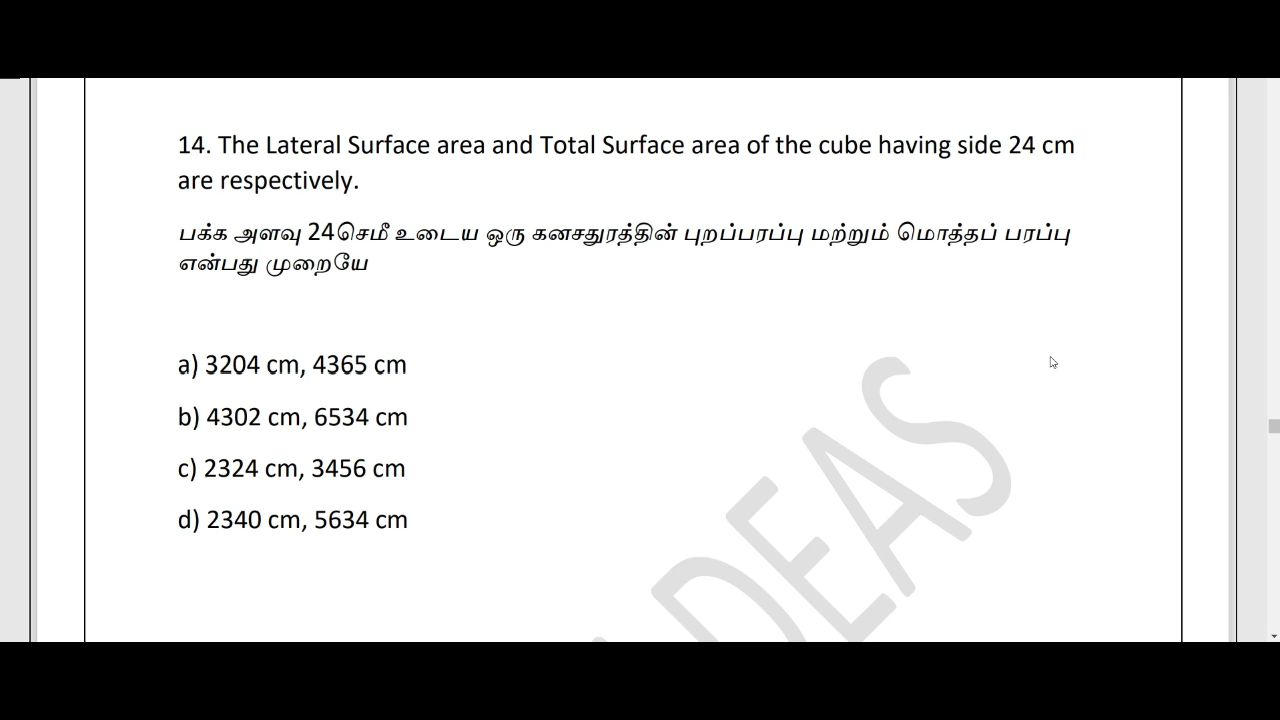 14. The Lateral Surface area and Total Surface area of the cube having side 24 cm
are respectively.
பக்க அளவு 24செமீ உடைய ஒரு கனசதுரத்தின் புறப்பரப்பு மற்றும் மொத்தப் பரப்பு
என்பது முறையே
a) 3204 cm, 4365 cm
b) 4302 cm, 6534 cm
c) 2324 cm, 3456 cm
d) 2340 cm, 5634 cm
DEAS